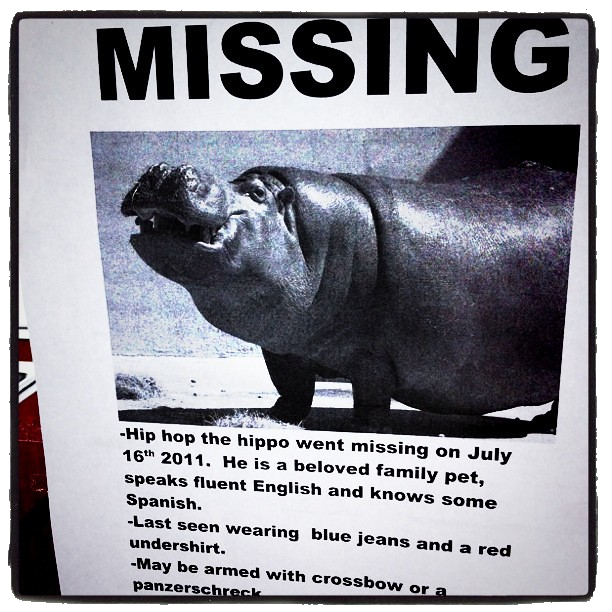 MISSING
-Hip hop the hippo went missing on July
16th 2011. He is a beloved family pet,
speaks fluent English and knows some
Spanish.
-Last seen wearing blue jeans and a red
undershirt.
-May be armed with crossbow or a
panzerschreck